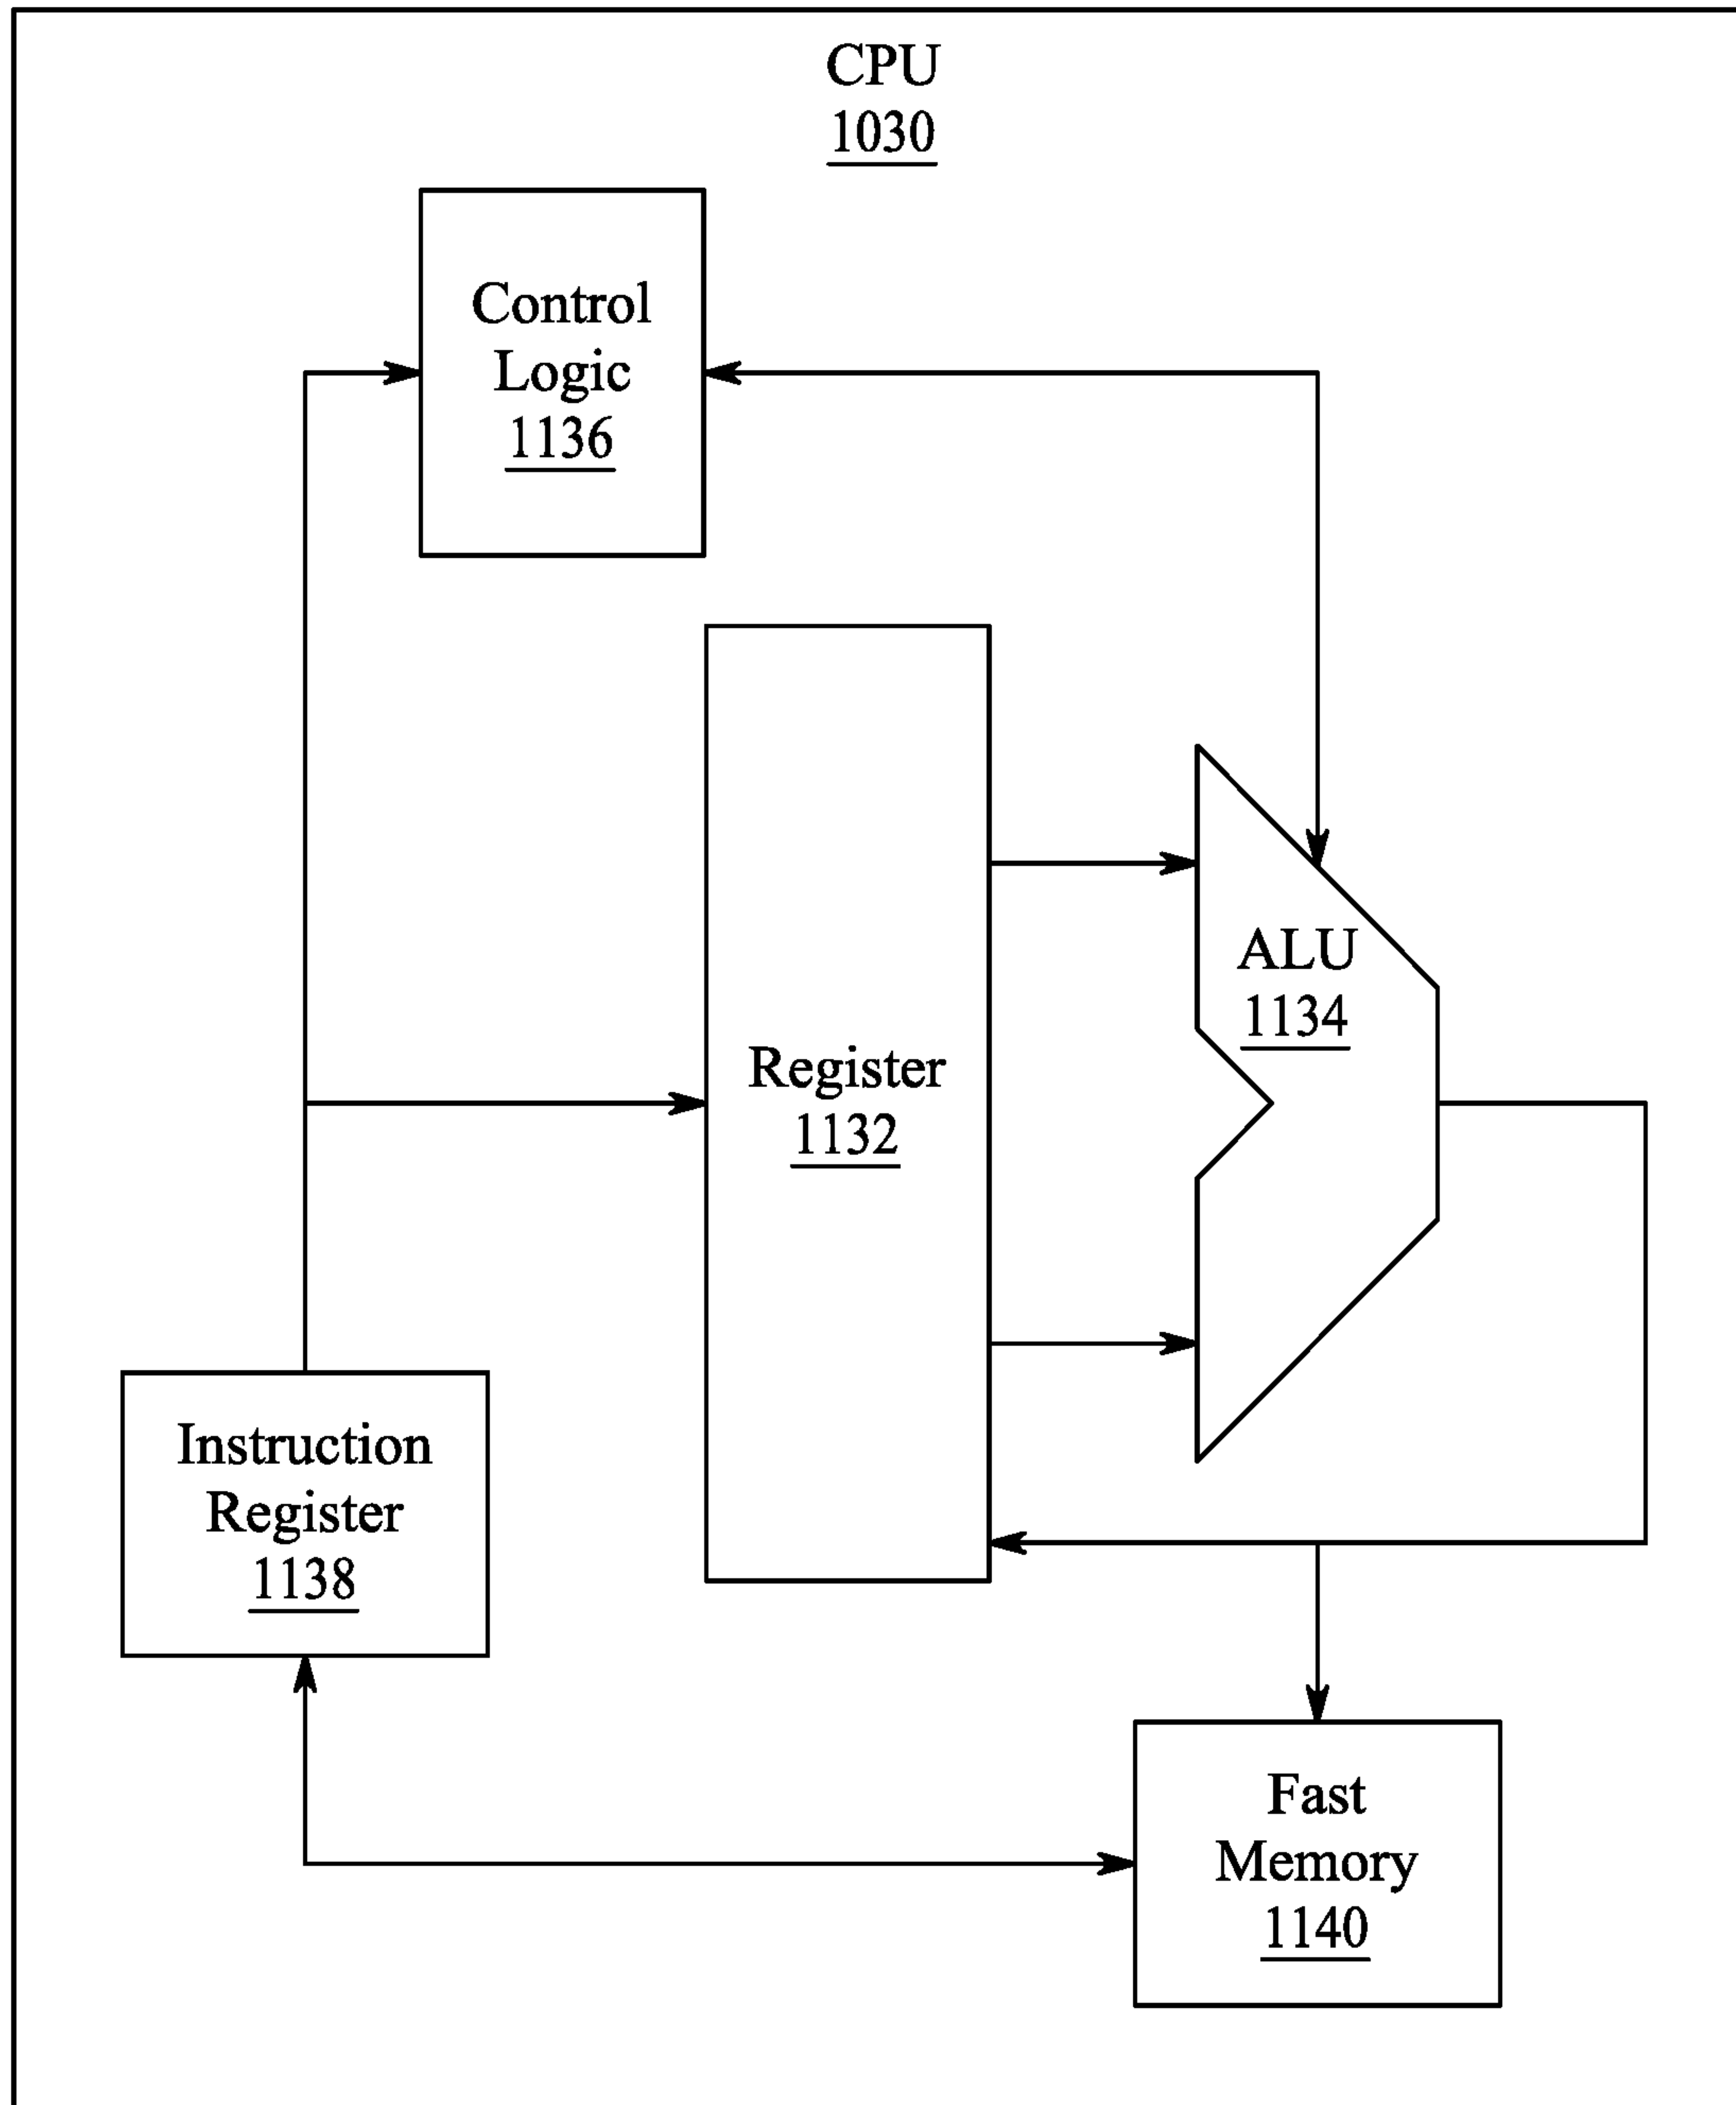 CPU
1030
Control
Logic
1136
ALU
1134
Register
1132
Instruction
Register
1138
Fast
Memory
1140